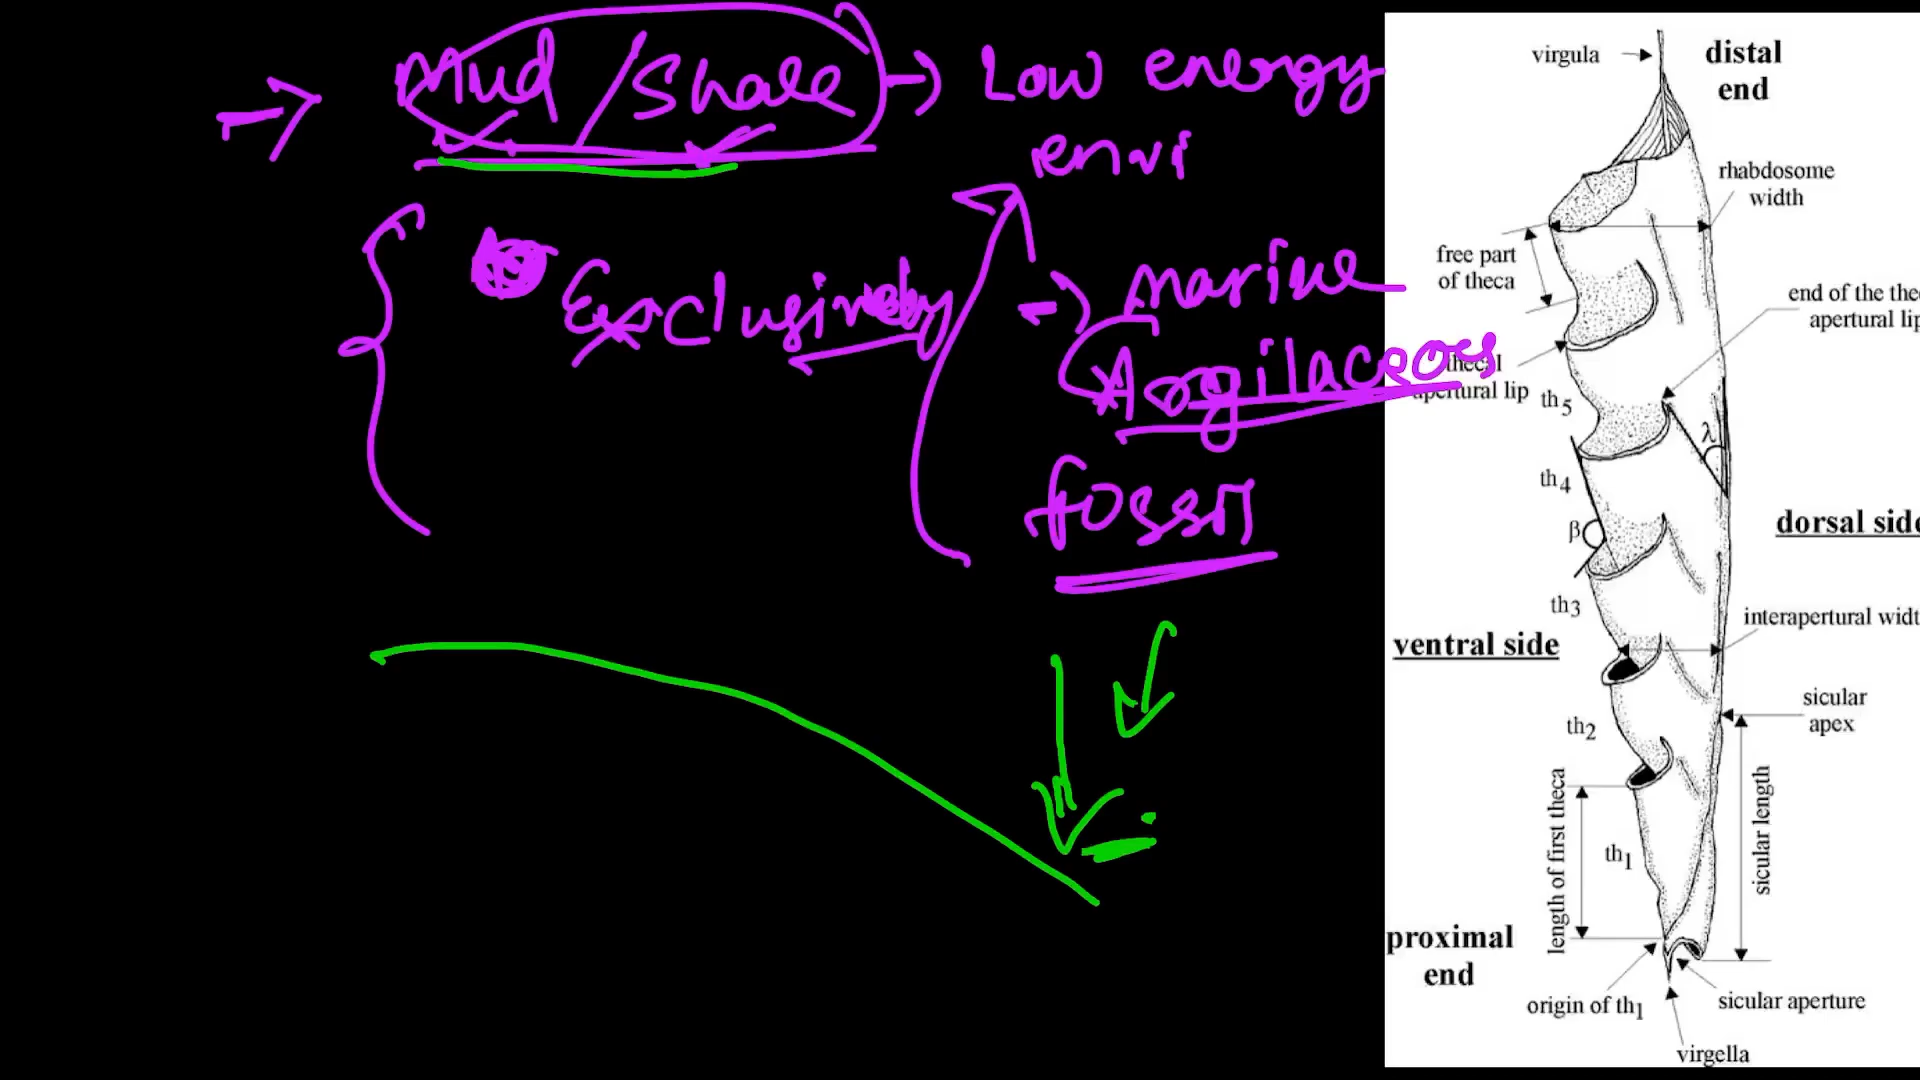 Mud / Shale → Low energy
envi
Exclusively → marine
Argilaceous
fossil
virgula
distal
end
rhabdosome
width
free part
of theca
end of the the
apertural lip
thecal
apertural lip
th5
λ
th4
β
dorsal side
th3
interapertural widt
ventral side
sicular
apex
th2
length of first theca
sicular length
th1
proximal
end
origin of th1
sicular aperture
virgella